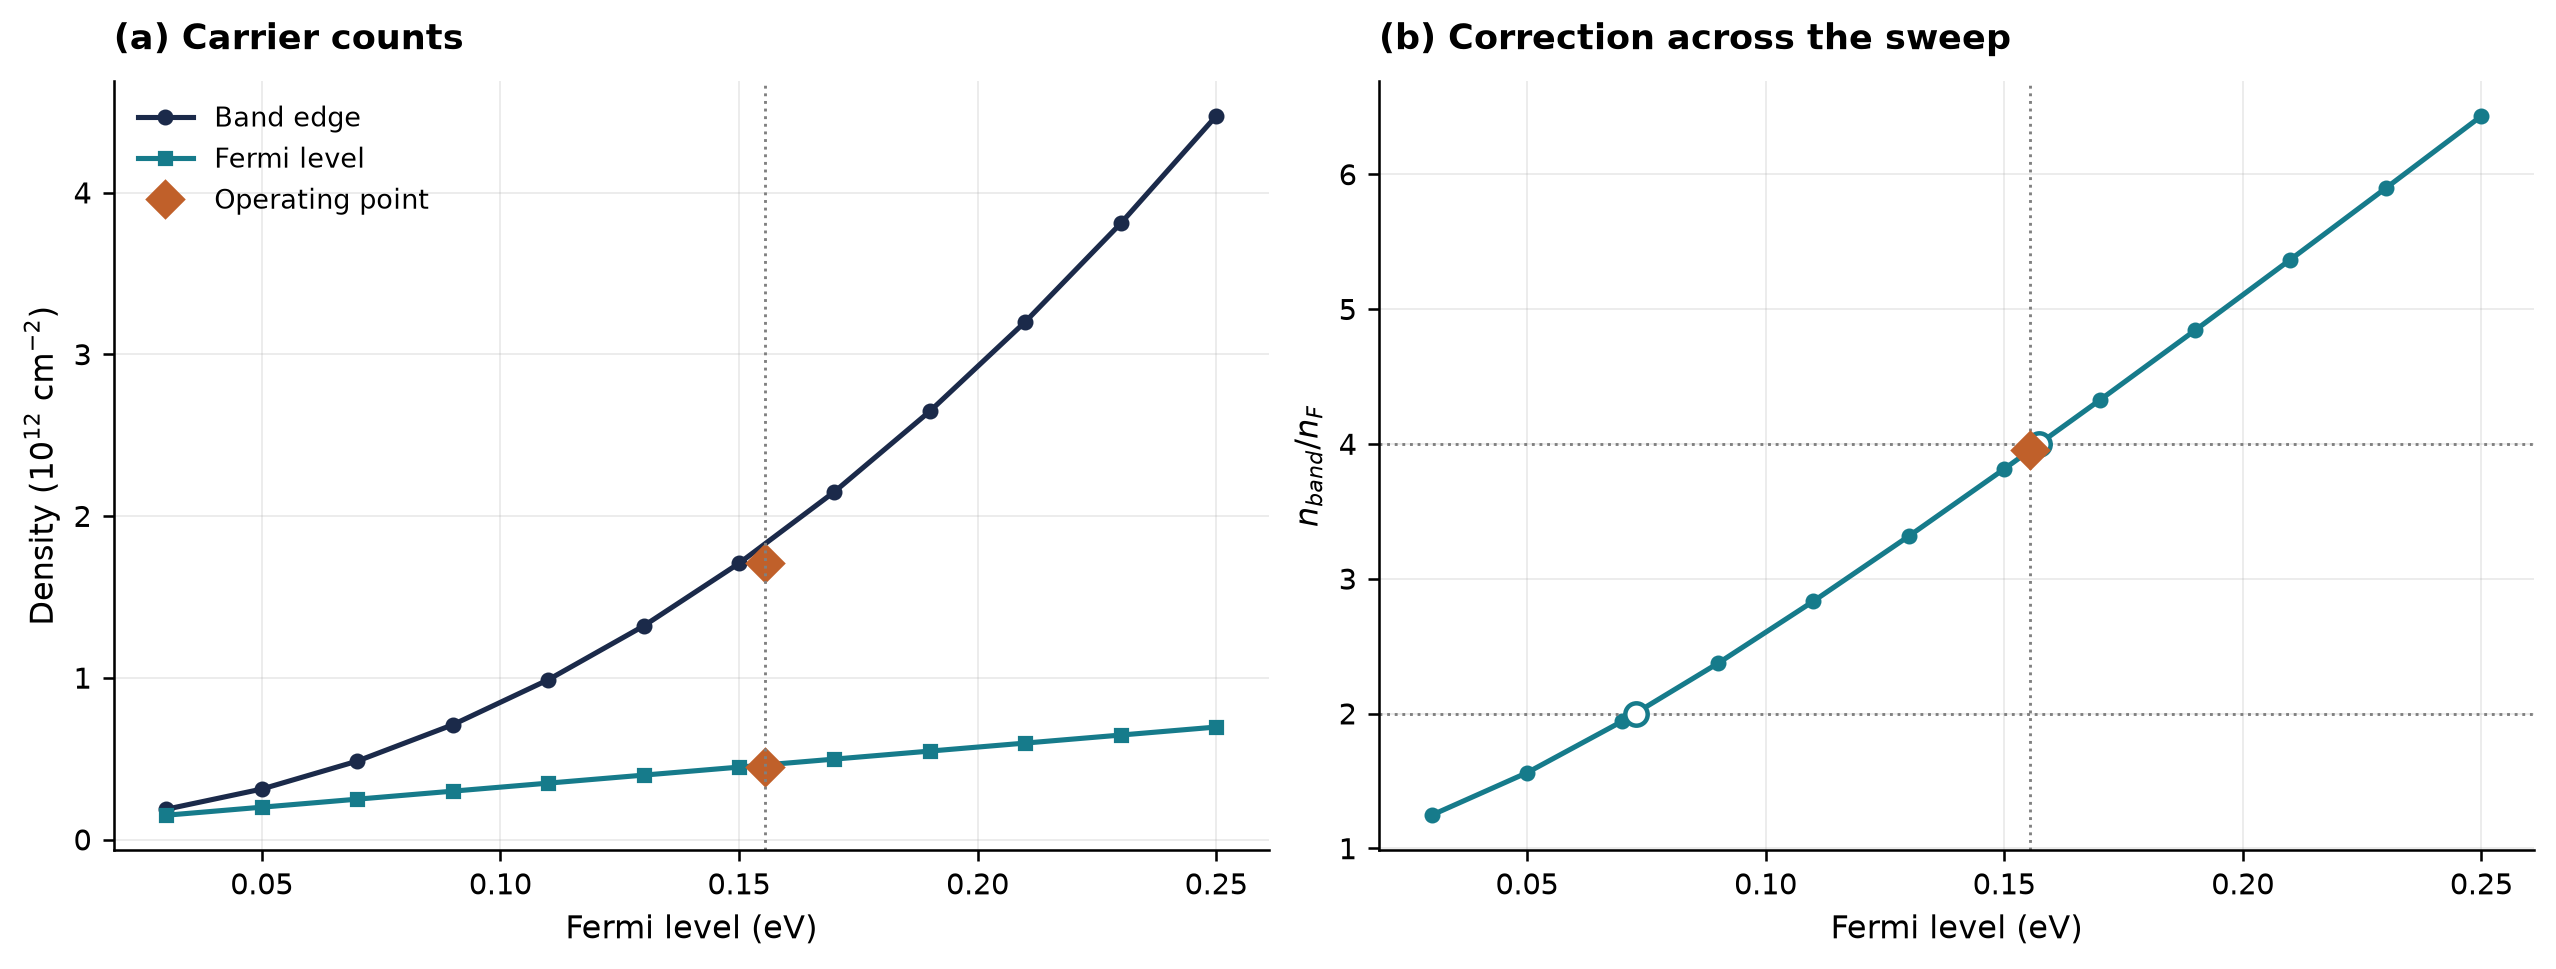 (a) Carrier counts
Band edge
Fermi level
Operating point
Density (10¹² cm⁻²)
4
3
2
1
0
0.05 0.10 0.15 0.20 0.25
Fermi level (eV)
(b) Correction across the sweep
n_band/n_F
6
5
4
3
2
1
0.05 0.10 0.15 0.20 0.25
Fermi level (eV)